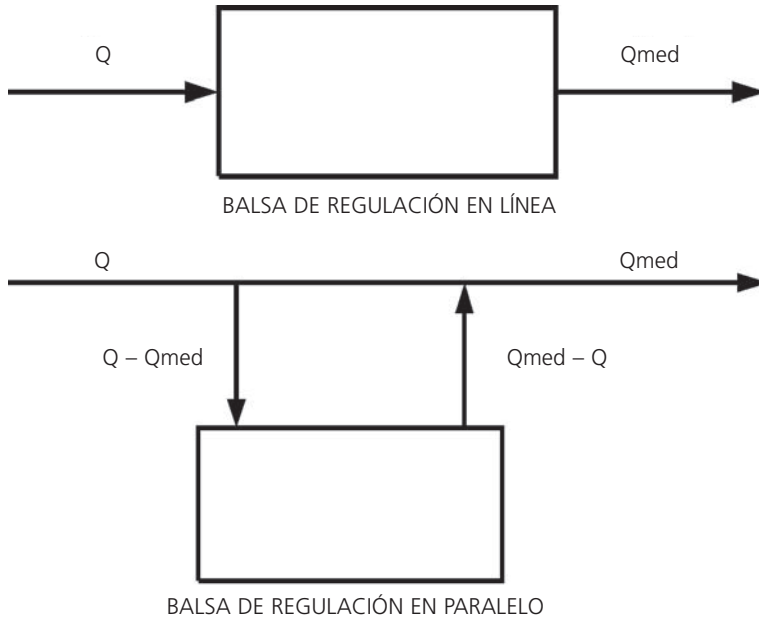 Q
Qmed
BALSA DE REGULACIÓN EN LÍNEA
Q
Qmed
Q – Qmed
Qmed – Q
BALSA DE REGULACIÓN EN PARALELO